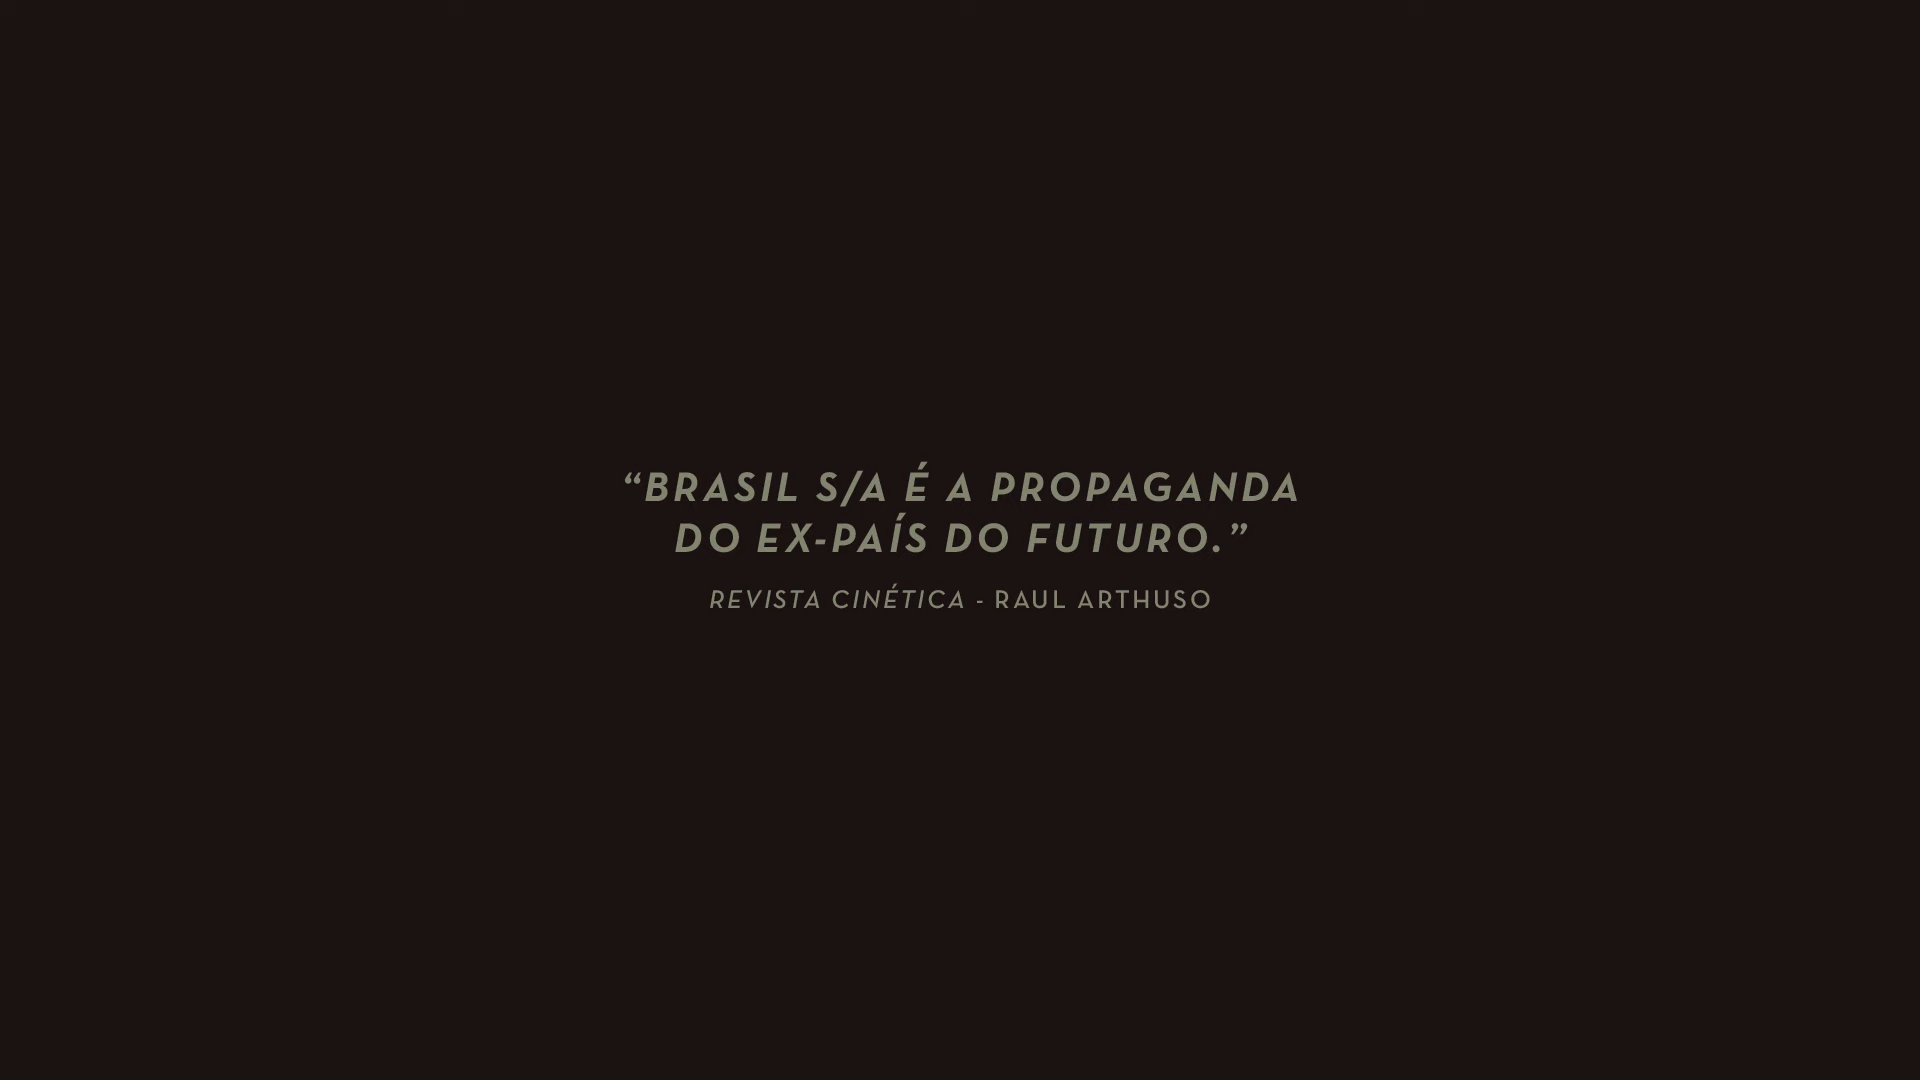 “BRASIL S/A É A PROPAGANDA
DO EX-PAÍS DO FUTURO.”
REVISTA CINÉTICA - RAUL ARTHUSO